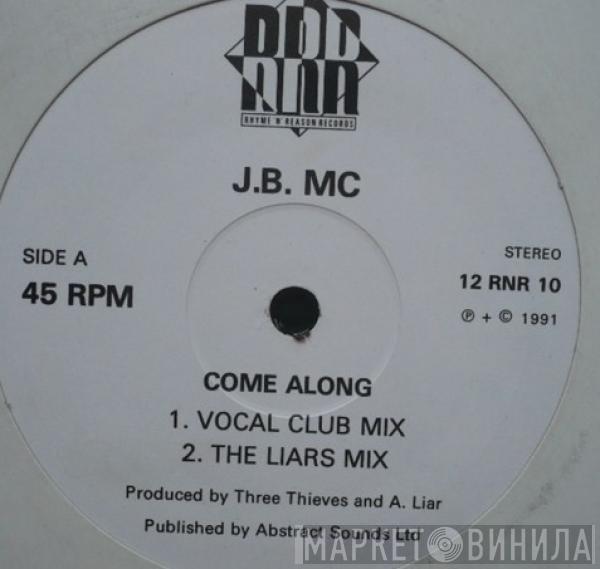 RNR
RHYME 'N' REASON RECORDS
J.B. MC
SIDE A
45 RPM
STEREO
12 RNR 10
℗ + © 1991
COME ALONG
1. VOCAL CLUB MIX
2. THE LIARS MIX
Produced by Three Thieves and A. Liar
Published by Abstract Sounds Ltd
МАРКЕТ ВИНИЛА